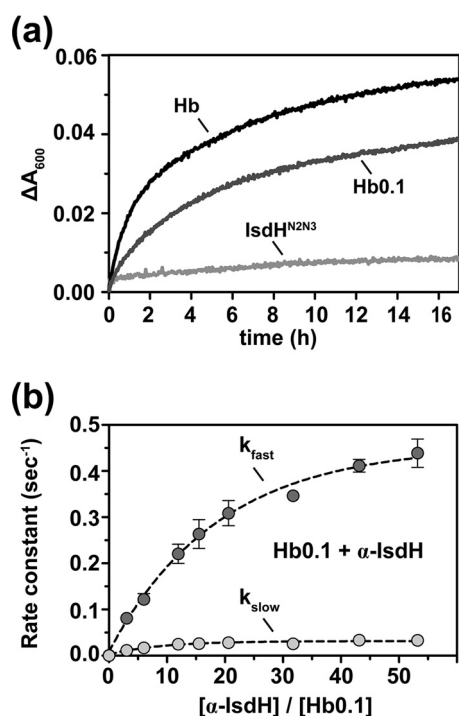 (a)
0.06
0.04
0.02
0.00
ΔA600
Hb
Hb0.1
IsdHN2N3
0 2 4 6 8 10 12 14 16
time (h)
(b)
0.5
0.4
0.3
0.2
0.1
0.0
Rate constant (sec-1)
kfast
Hb0.1 + α-IsdH
kslow
0 10 20 30 40 50 60
[α-IsdH] / [Hb0.1]